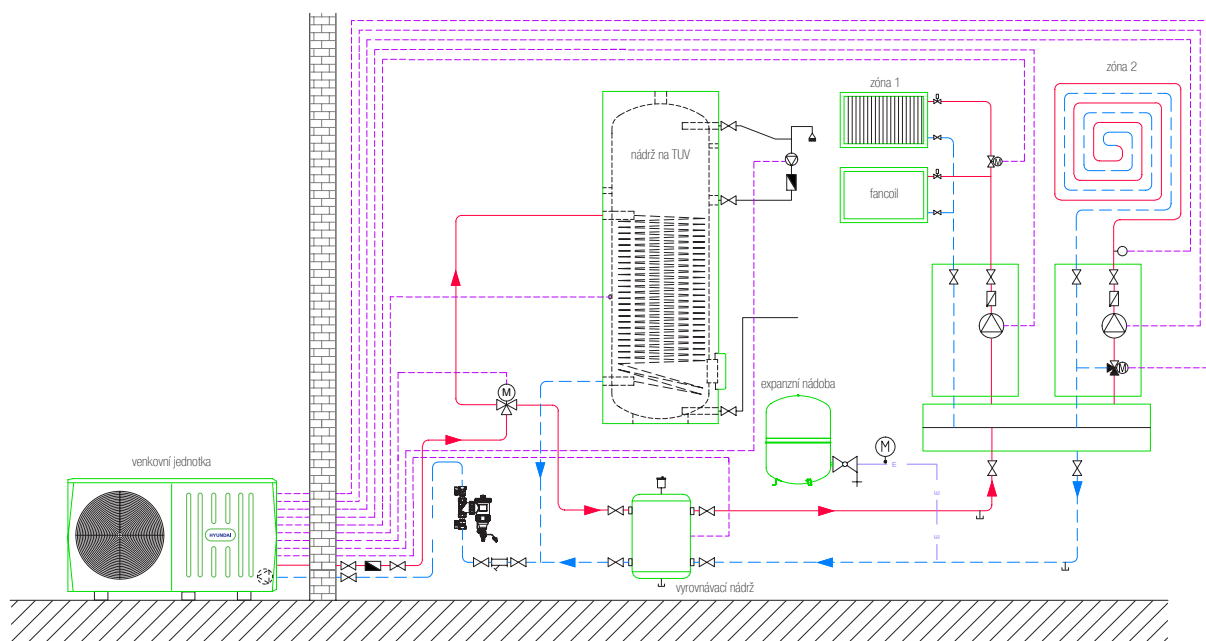 zóna 1
zóna 2
nádrž na TUV
fancoil
M
M
M
expanzní nádoba
M
venkovní jednotka
HYUNDAI
E
E
E
vyrovnávací nádrž